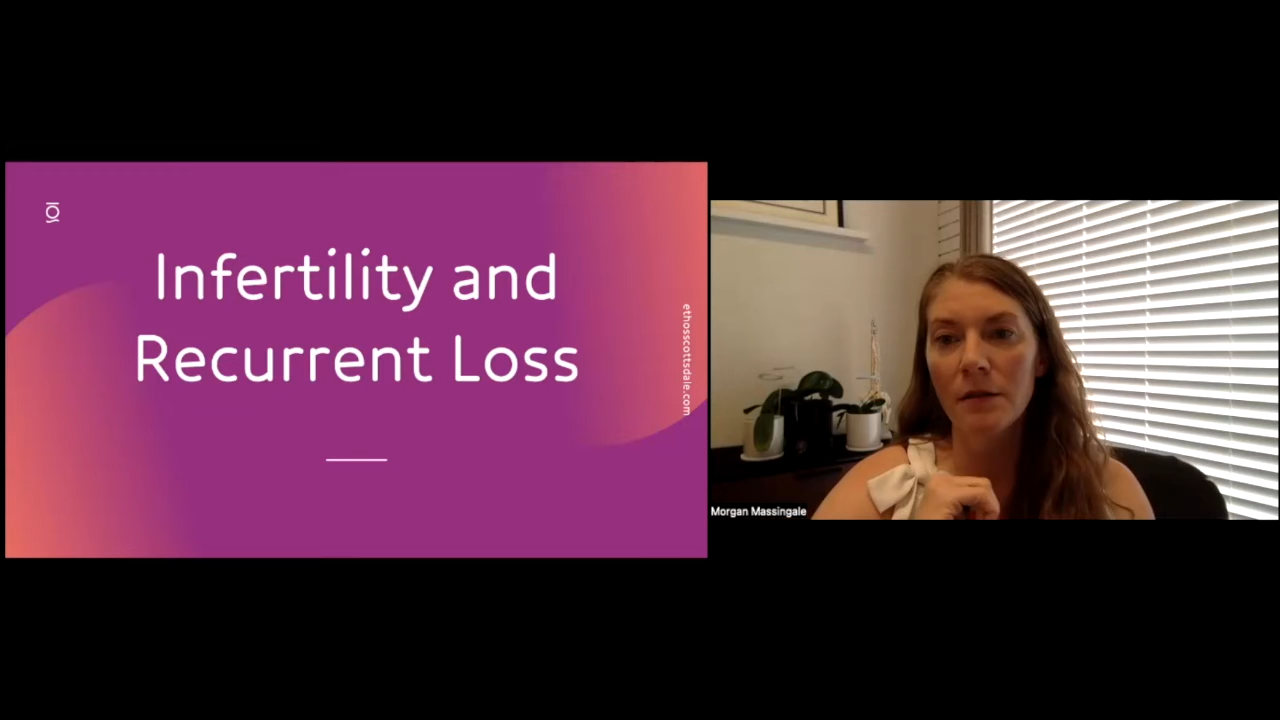 Infertility and
Recurrent Loss
ethosscottsdale.com
Morgan Massingale